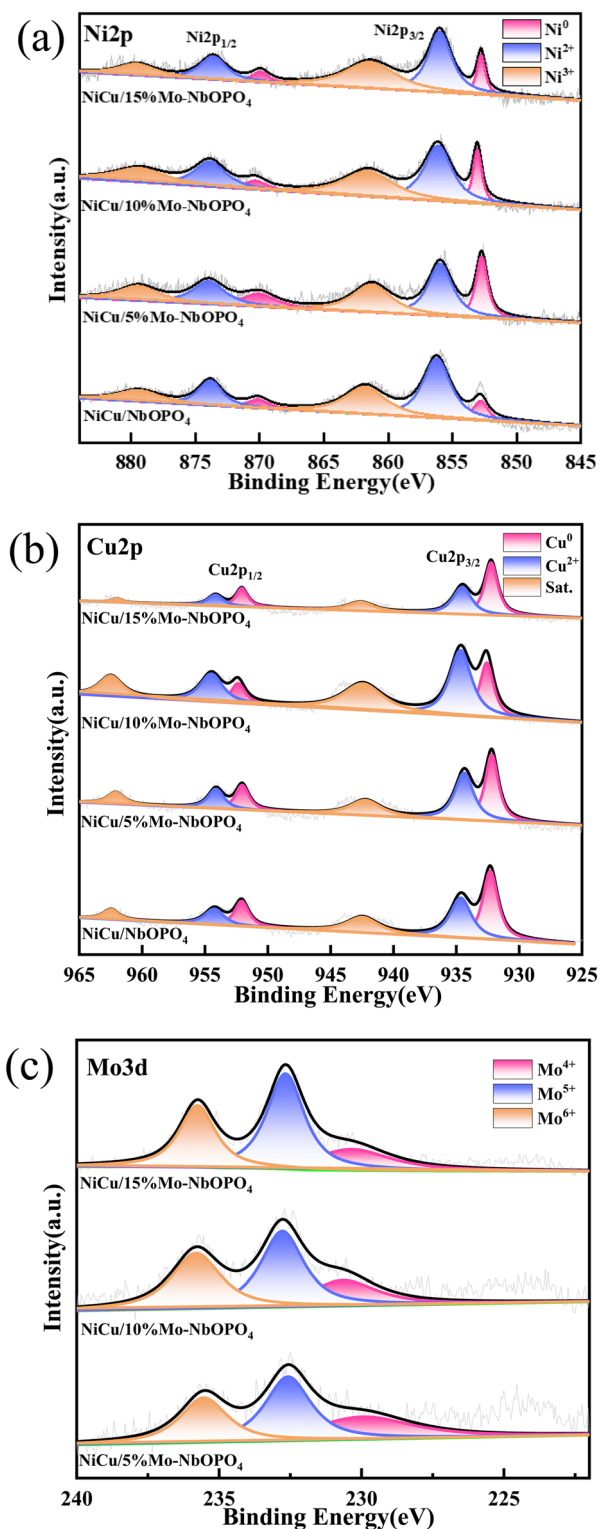 (a)
Ni2p
Ni2p1/2
Ni2p3/2
Ni0
Ni2+
Ni3+
NiCu/15%Mo-NbOPO4
NiCu/10%Mo-NbOPO4
NiCu/5%Mo-NbOPO4
NiCu/NbOPO4
Intensity(a.u.)
880 875 870 865 860 855 850 845
Binding Energy(eV)
(b)
Cu2p
Cu2p1/2
Cu2p3/2
Cu0
Cu2+
Sat.
NiCu/15%Mo-NbOPO4
NiCu/10%Mo-NbOPO4
NiCu/5%Mo-NbOPO4
NiCu/NbOPO4
Intensity(a.u.)
965 960 955 950 945 940 935 930 925
Binding Energy(eV)
(c)
Mo3d
Mo4+
Mo5+
Mo6+
NiCu/15%Mo-NbOPO4
NiCu/10%Mo-NbOPO4
NiCu/5%Mo-NbOPO4
Intensity(a.u.)
240 235 230 225
Binding Energy(eV)